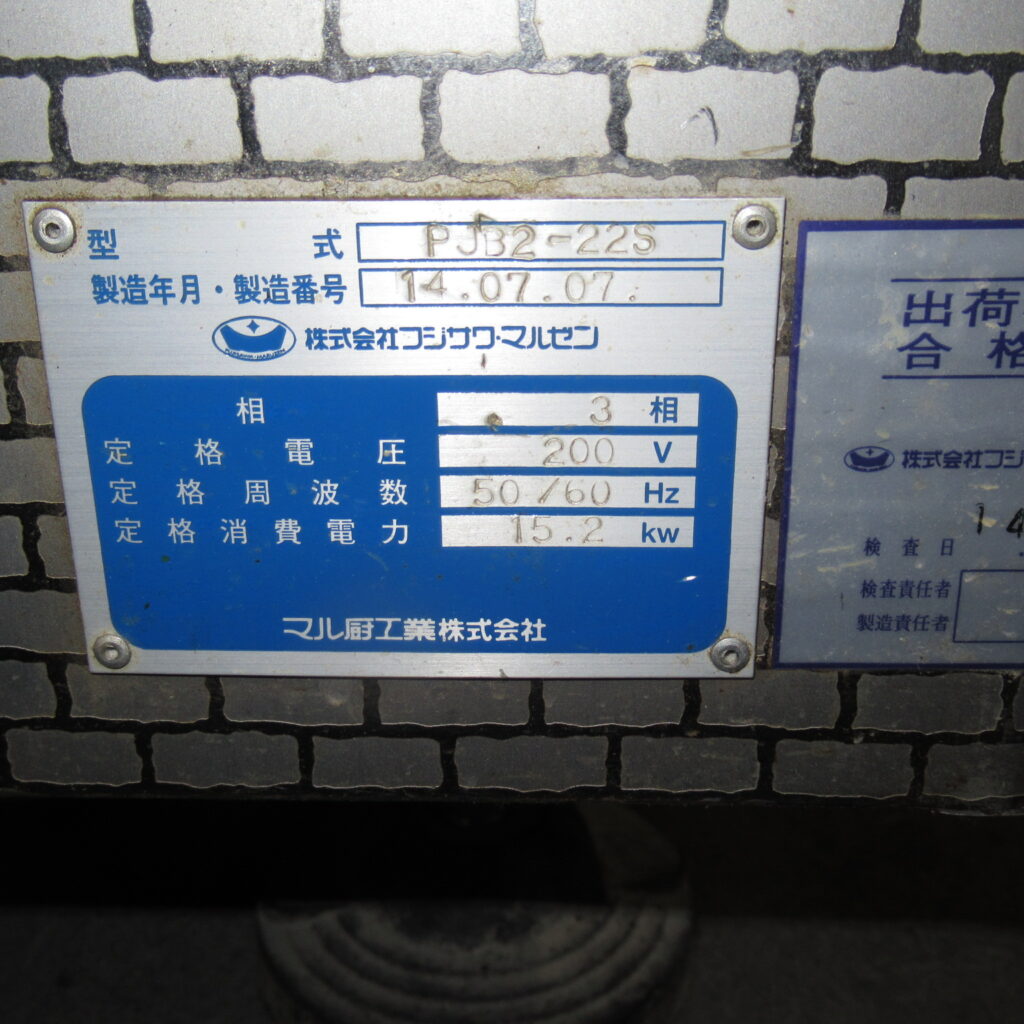 型式 PJB2-22S
製造年月・製造番号 14.07.07.
株式会社フジサワ・マルゼン
相 3 相
定格電圧 200 V
定格周波数 50/60 Hz
定格消費電力 15.2 kw
マル厨工業株式会社
出荷
合格
株式会社フジ
14
検査日
検査責任者
製造責任者